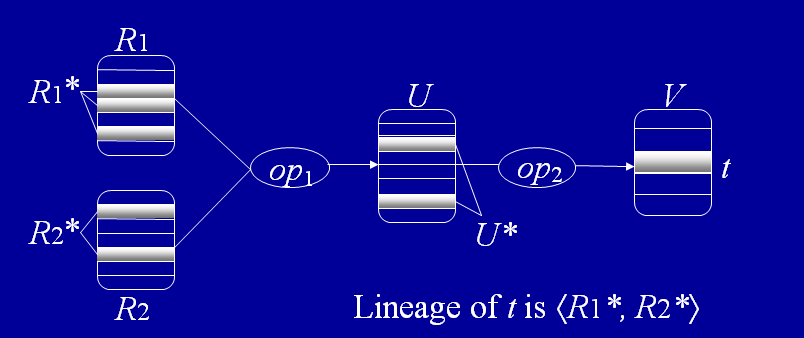 R1
R1*
U
V
op1
op2
t
R2*
U*
R2
Lineage of t is ⟨R1*, R2*⟩